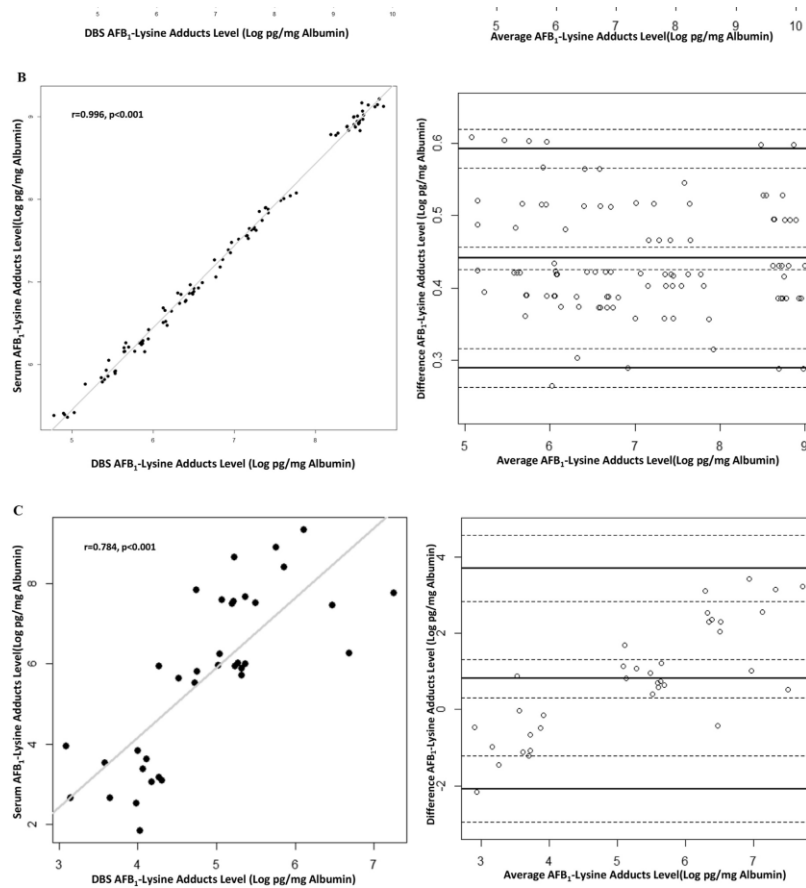 5 6 7 8 9 10
DBS AFB₁-Lysine Adducts Level (Log pg/mg Albumin)
5 6 7 8 9 10
Average AFB₁-Lysine Adducts Level(Log pg/mg Albumin)
B
r=0.996, p<0.001
Serum AFB₁-Lysine Adducts Level(Log pg/mg Albumin)
9
8
7
6
5 6 7 8
DBS AFB₁-Lysine Adducts Level (Log pg/mg Albumin)
Difference AFB₁-Lysine Adducts Level(Log pg/mg Albumin)
0.6
0.5
0.4
0.3
5 6 7 8 9
Average AFB₁-Lysine Adducts Level(Log pg/mg Albumin)
C
r=0.784, p<0.001
Serum AFB₁-Lysine Adducts Level(Log pg/mg Albumin)
8
6
4
2
3 4 5 6 7
DBS AFB₁-Lysine Adducts Level (Log pg/mg Albumin)
Difference AFB₁-Lysine Adducts Level(Log pg/mg Albumin)
4
2
0
-2
3 4 5 6 7
Average AFB₁-Lysine Adducts Level(Log pg/mg Albumin)